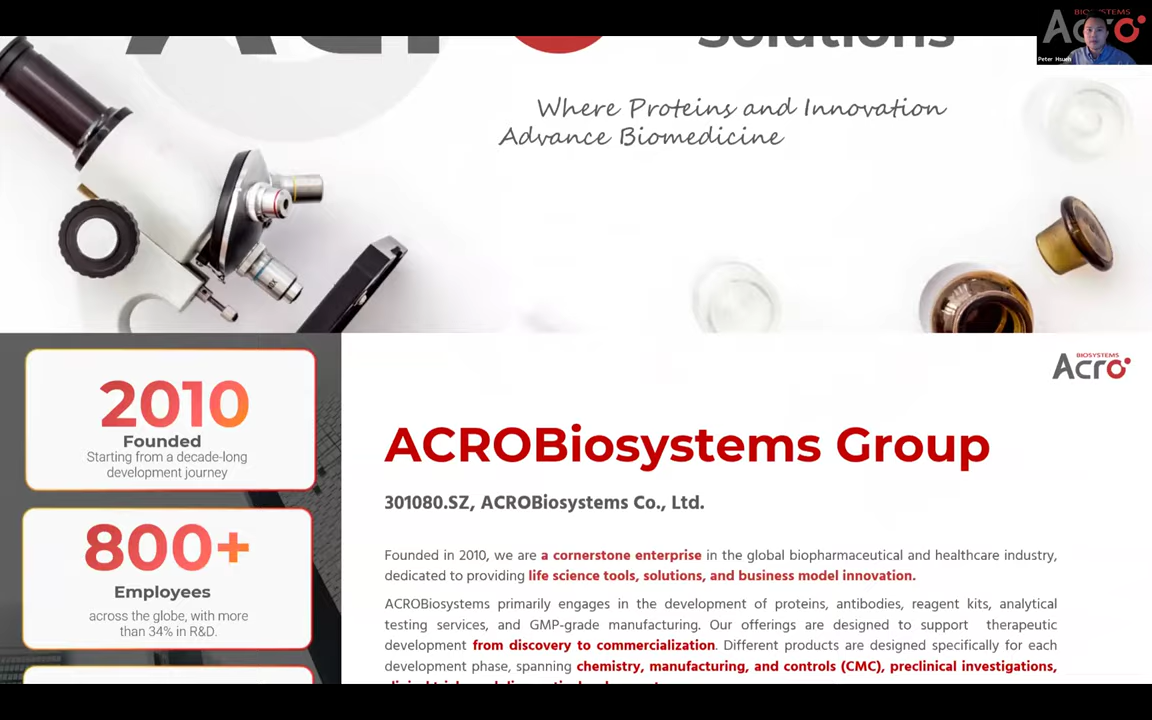 BIOSYSTEMS
Acro
Peter Hsueh
Solutions
Where Proteins and Innovation
Advance Biomedicine
BIOSYSTEMS
Acro
2010
Founded
Starting from a decade-long
development journey
800+
Employees
across the globe, with more
than 34% in R&D.
ACROBiosystems Group
301080.SZ, ACROBiosystems Co., Ltd.
Founded in 2010, we are a cornerstone enterprise in the global biopharmaceutical and healthcare industry,
dedicated to providing life science tools, solutions, and business model innovation.
ACROBiosystems primarily engages in the development of proteins, antibodies, reagent kits, analytical
testing services, and GMP-grade manufacturing. Our offerings are designed to support therapeutic
development from discovery to commercialization. Different products are designed specifically for each
development phase, spanning chemistry, manufacturing, and controls (CMC), preclinical investigations,